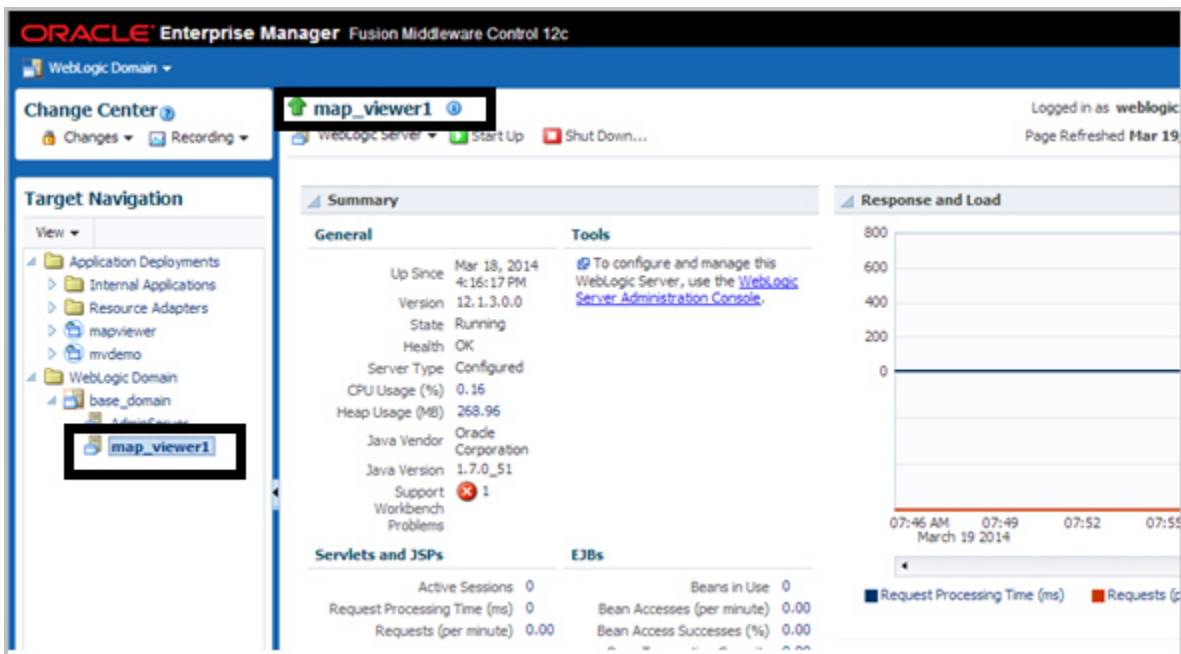 ORACLE Enterprise Manager Fusion Middleware Control 12c
WebLogic Domain
Change Center
Changes Recording
map_viewer1
WebLogic Server Start Up Shut Down...
Logged in as weblogic
Page Refreshed Mar 19,
Target Navigation
View
Application Deployments
Internal Applications
Resource Adapters
mapviewer
mvdemo
WebLogic Domain
base_domain
AdminServer
map_viewer1
Summary
General
Up Since Mar 18, 2014 4:16:17 PM
Version 12.1.3.0.0
State Running
Health OK
Server Type Configured
CPU Usage (%) 0.16
Heap Usage (MB) 268.96
Java Vendor Oracle Corporation
Java Version 1.7.0_51
Support Workbench Problems 1
Tools
To configure and manage this
WebLogic Server, use the WebLogic
Server Administration Console.
Servlets and JSPs
Active Sessions 0
Request Processing Time (ms) 0
Requests (per minute) 0.00
EJBs
Beans in Use 0
Bean Accesses (per minute) 0.00
Bean Access Successes (%) 0.00
Response and Load
800
600
400
200
0
07:46 AM 07:49 07:52 07:55
March 19 2014
Request Processing Time (ms) Requests (p